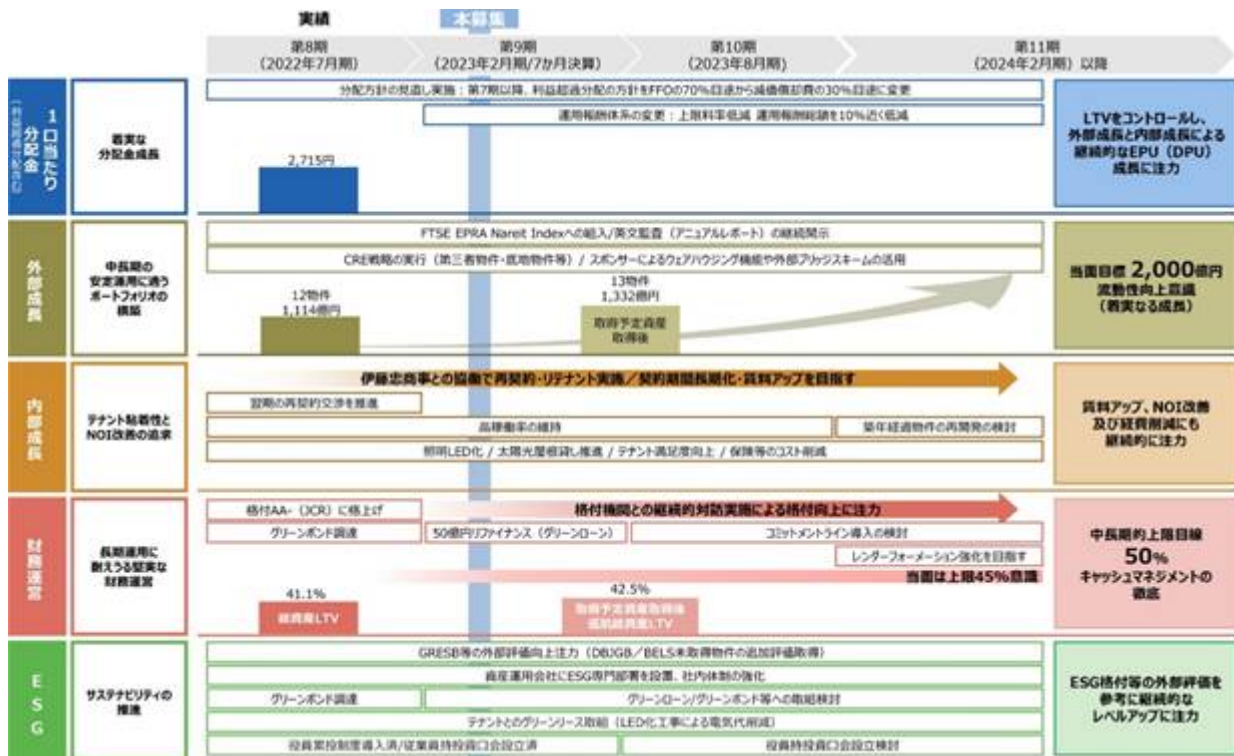 実績
本募集
第8期
(2022年7月期)
第9期
(2023年2月期/7か月決算)
第10期
(2023年8月期)
第11期
(2024年2月期) 以降
1口当たり
分配金
(利益超過分配含む)
着実な
分配金成長
分配方針の見直し実施:第7期以降、利益超過分配の方針をFFOの70%目途から減価償却費の30%目途に変更
運用報酬体系の変更:上限料率低減 運用報酬総額を10%近く低減
2,715円
LTVをコントロールし、
外部成長と内部成長による
継続的なEPU(DPU)
成長に注力
外部成長
中長期の
安定運用に適う
ポートフォリオの
構築
FTSE EPRA Nareit Indexへの組入/英文監査(アニュアルレポート)の継続開示
CRE戦略の実行(第三者物件・底地物件等) / スポンサーによるウェアハウジング機能や外部ブリッジスキームの活用
12物件
1,114億円
13物件
1,332億円
取得予定資産
取得後
当面目標 2,000億円
流動性向上意識
(着実なる成長)
内部成長
テナント粘着性と
NOI改善の追求
伊藤忠商事との協働で再契約・リテナント実施/契約期間長期化・賃料アップを目指す
翌期の再契約交渉を推進
高稼働率の維持
築年経過物件の再開発の検討
照明LED化 / 太陽光屋根貸し推進 / テナント満足度向上 / 保険等のコスト削減
賃料アップ、NOI改善
及び経費削減にも
継続的に注力
財務運営
長期運用に
耐えうる堅実な
財務運営
格付AA-(JCR)に格上げ
格付機関との継続的対話実施による格付向上に注力
グリーンボンド調達
50億円リファイナンス(グリーンローン)
コミットメントライン導入の検討
レンダーフォーメーション強化を目指す
当面は上限45%意識
41.1%
総資産LTV
42.5%
取得予定資産取得後
巡航総資産LTV
中長期的上限目線
50%
キャッシュマネジメントの
徹底
ESG
サステナビリティの
推進
GRESB等の外部評価向上注力(DBJGB/BELS未取得物件の追加評価取得)
資産運用会社にESG専門部署を設置、社内体制の強化
グリーンボンド調達
グリーンローン/グリーンボンド等への取組検討
テナントとのグリーンリース取組(LED化工事による電気代削減)
役員累投制度導入済/従業員持投資口会設立済
役員持投資口会設立検討
ESG格付等の外部評価を
参考に継続的な
レベルアップに注力